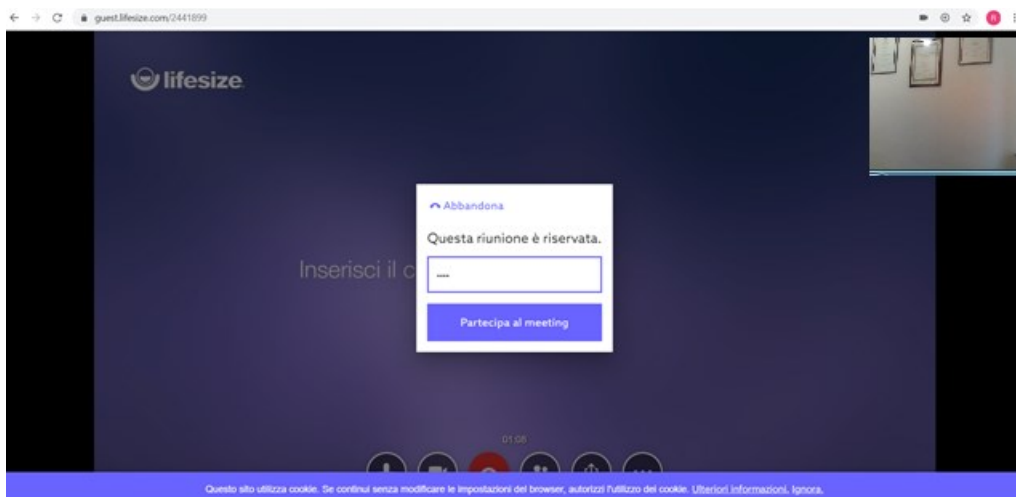 guest.lifesize.com/2441899
R
lifesize
Abbandona
Questa riunione è riservata.
Inserisci il c
Partecipa al meeting
01:08
Questo sito utilizza cookie. Se continui senza modificare le impostazioni del browser, autorizzi l'utilizzo dei cookie. Ulteriori informazioni. Ignora.